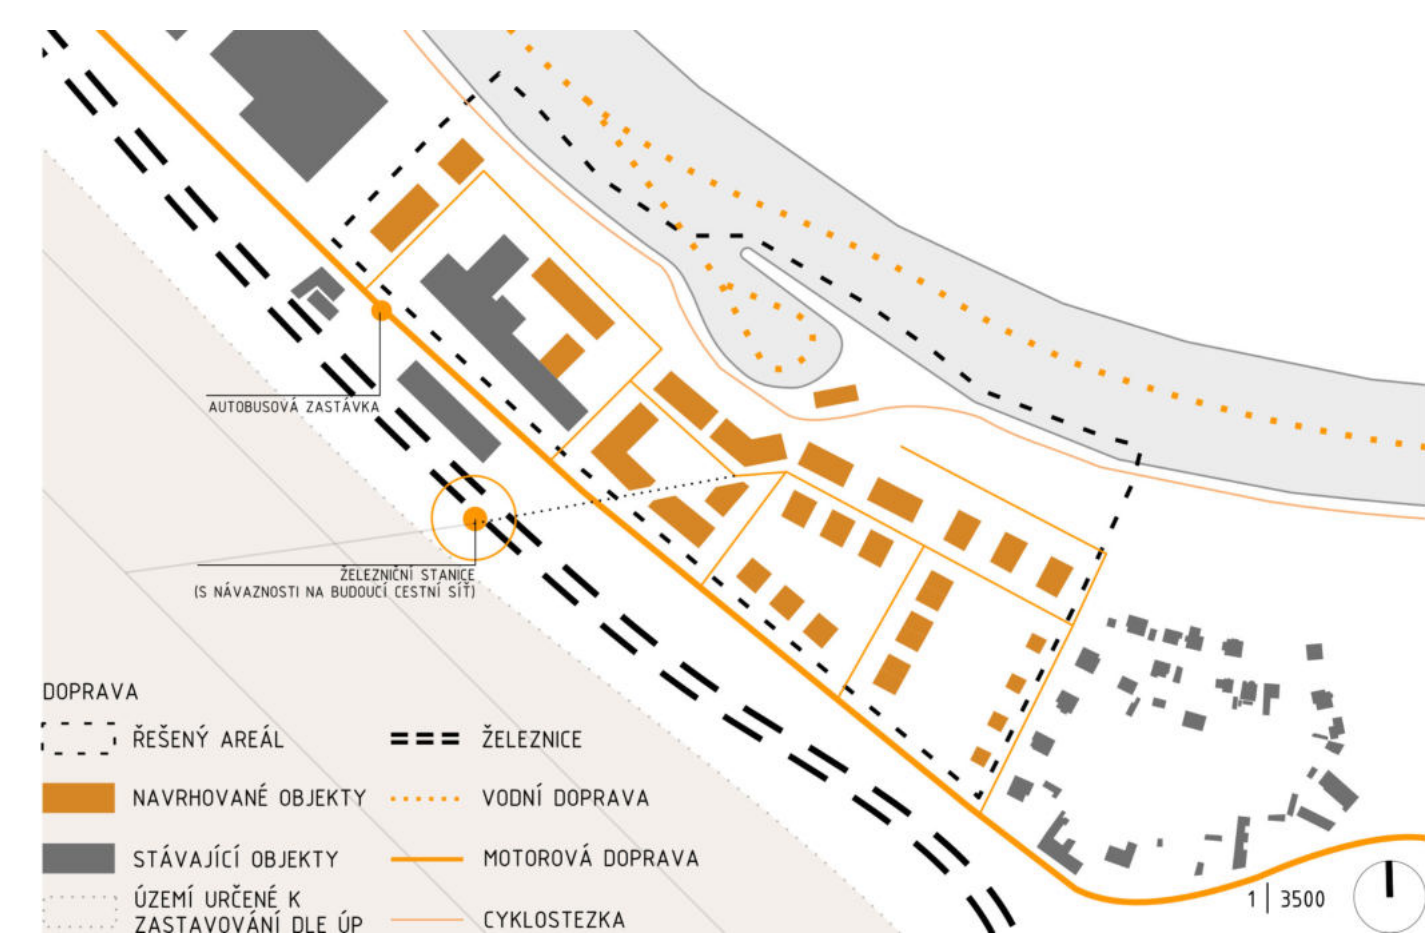 AUTOBUSOVÁ ZASTÁVKA
ŽELEZNIČNÍ STANICE
(S NÁVAZNOSTI NA BUDOUCÍ CESTNÍ SÍŤ)
DOPRAVA
ŘEŠENÝ AREÁL
NAVRHOVANÉ OBJEKTY
STÁVAJÍCÍ OBJEKTY
ÚZEMÍ URČENÉ K
ZASTAVOVÁNÍ DLE ÚP
ŽELEZNICE
VODNÍ DOPRAVA
MOTOROVÁ DOPRAVA
CYKLOSTEZKA
1 | 3500